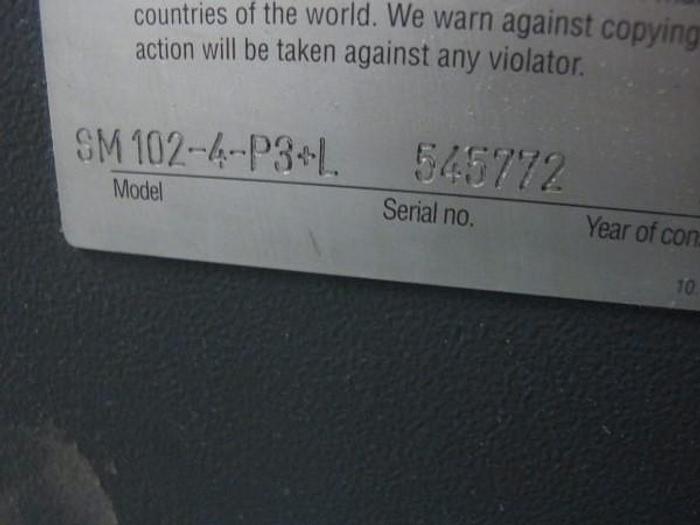 countries of the world. We warn against copying
action will be taken against any violator.
SM 102-4-P3+L 545772
Model
Serial no.
Year of con
10.